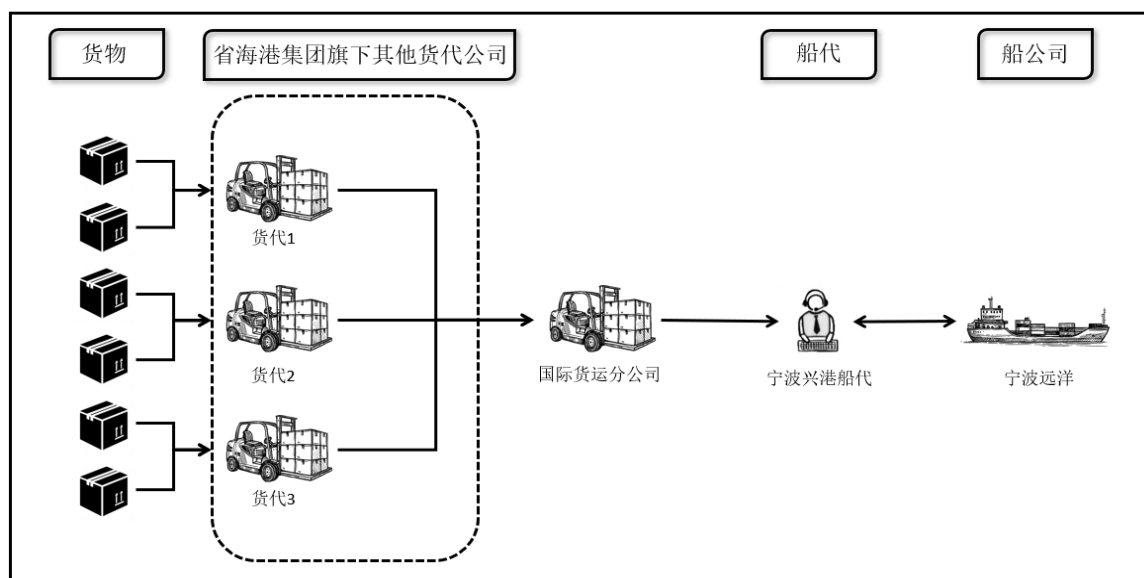 货物
省海港集团旗下其他货代公司
船代
船公司
货代1
货代2
国际货运分公司
宁波兴港船代
宁波远洋
货代3